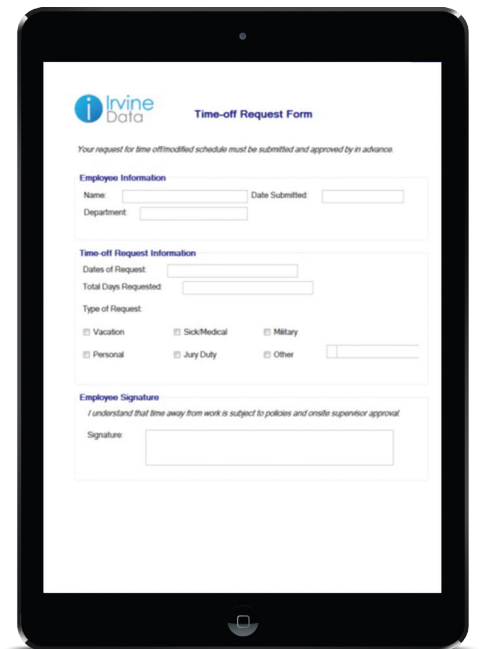 i Irvine
Data
Time-off Request Form
Your request for time off/modified schedule must be submitted and approved by in advance.
Employee Information
Name:
Date Submitted:
Department:
Time-off Request Information
Dates of Request:
Total Days Requested:
Type of Request:
Vacation Sick/Medical Military
Personal Jury Duty Other
Employee Signature
I understand that time away from work is subject to policies and onsite supervisor approval.
Signature: